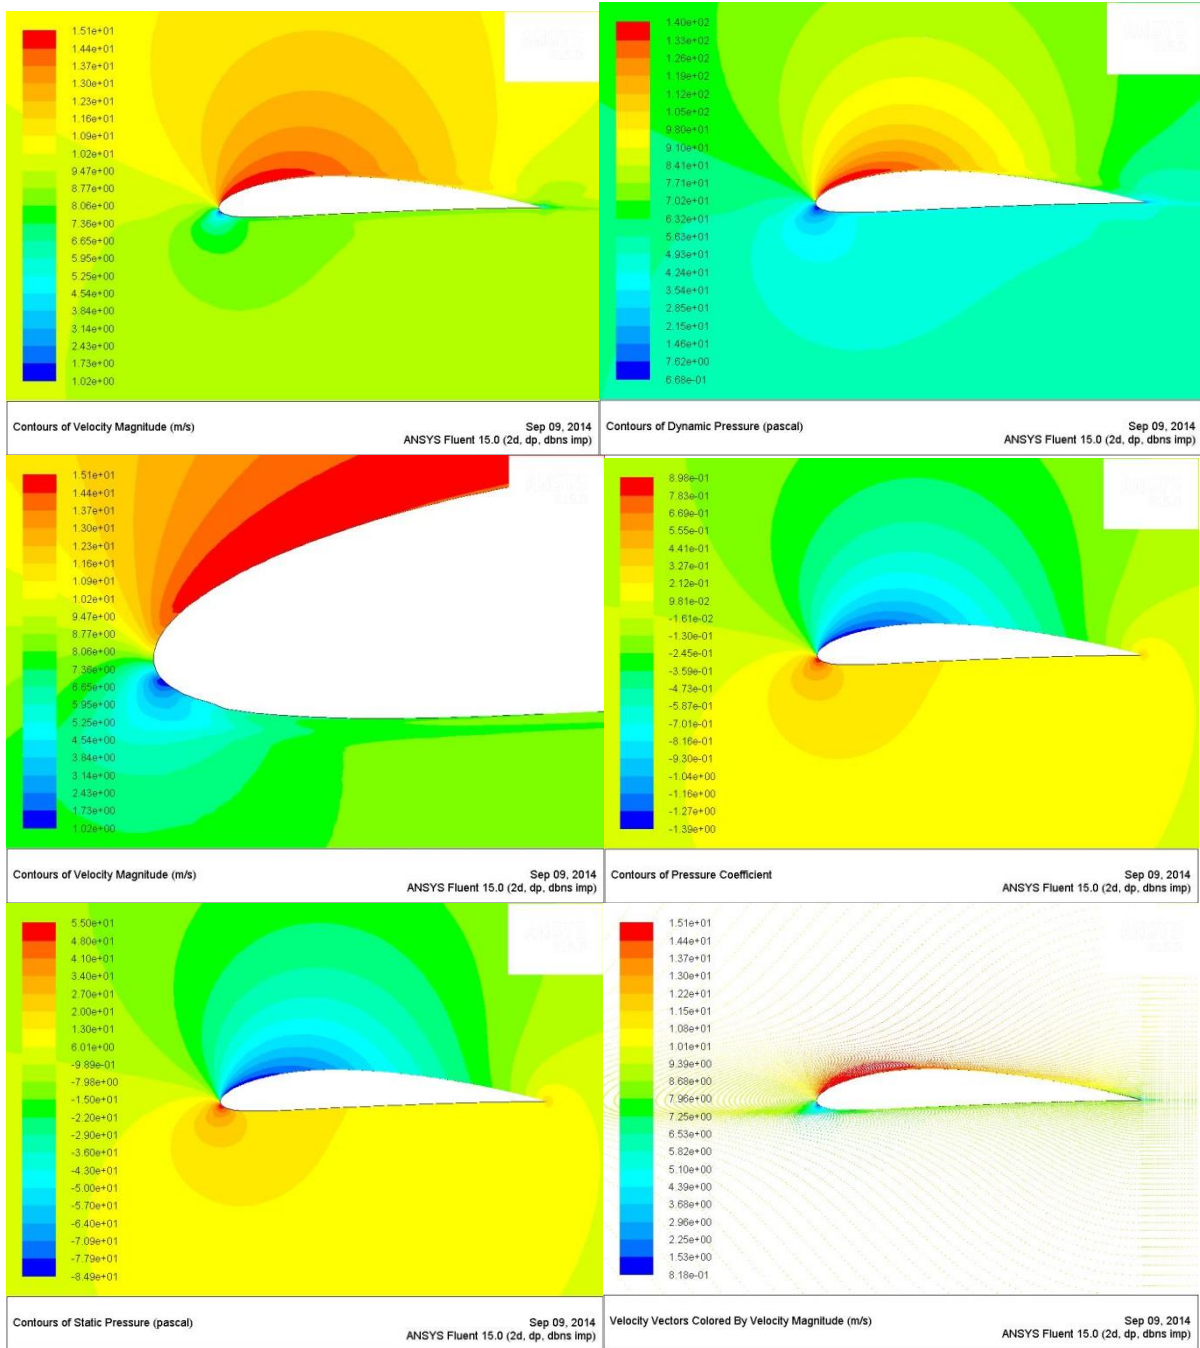 1.51e+01
1.44e+01
1.37e+01
1.30e+01
1.23e+01
1.16e+01
1.09e+01
1.02e+01
9.47e+00
8.77e+00
8.06e+00
7.36e+00
6.65e+00
5.95e+00
5.25e+00
4.54e+00
3.84e+00
3.14e+00
2.43e+00
1.73e+00
1.02e+00
Contours of Velocity Magnitude (m/s)
Sep 09, 2014
ANSYS Fluent 15.0 (2d, dp, dbns imp)
1.40e+02
1.33e+02
1.26e+02
1.19e+02
1.12e+02
1.05e+02
9.80e+01
9.10e+01
8.41e+01
7.71e+01
7.02e+01
6.32e+01
5.63e+01
4.93e+01
4.24e+01
3.54e+01
2.85e+01
2.15e+01
1.46e+01
7.62e+00
6.68e-01
Contours of Dynamic Pressure (pascal)
Sep 09, 2014
ANSYS Fluent 15.0 (2d, dp, dbns imp)
1.51e+01
1.44e+01
1.37e+01
1.30e+01
1.23e+01
1.16e+01
1.09e+01
1.02e+01
9.47e+00
8.77e+00
8.06e+00
7.36e+00
6.65e+00
5.95e+00
5.25e+00
4.54e+00
3.84e+00
3.14e+00
2.43e+00
1.73e+00
1.02e+00
Contours of Velocity Magnitude (m/s)
Sep 09, 2014
ANSYS Fluent 15.0 (2d, dp, dbns imp)
8.98e-01
7.83e-01
6.69e-01
5.55e-01
4.41e-01
3.27e-01
2.12e-01
9.81e-02
-1.61e-02
-1.30e-01
-2.45e-01
-3.59e-01
-4.73e-01
-5.87e-01
-7.01e-01
-8.16e-01
-9.30e-01
-1.04e+00
-1.16e+00
-1.27e+00
-1.39e+00
Contours of Pressure Coefficient
Sep 09, 2014
ANSYS Fluent 15.0 (2d, dp, dbns imp)
5.50e+01
4.80e+01
4.10e+01
3.40e+01
2.70e+01
2.00e+01
1.30e+01
6.01e+00
-9.89e-01
-7.98e+00
-1.50e+01
-2.20e+01
-2.90e+01
-3.60e+01
-4.30e+01
-5.00e+01
-5.70e+01
-6.40e+01
-7.09e+01
-7.79e+01
-8.49e+01
Contours of Static Pressure (pascal)
Sep 09, 2014
ANSYS Fluent 15.0 (2d, dp, dbns imp)
1.51e+01
1.44e+01
1.37e+01
1.30e+01
1.22e+01
1.15e+01
1.08e+01
1.01e+01
9.39e+00
8.68e+00
7.96e+00
7.25e+00
6.53e+00
5.82e+00
5.10e+00
4.39e+00
3.68e+00
2.96e+00
2.25e+00
1.53e+00
8.18e-01
Velocity Vectors Colored By Velocity Magnitude (m/s)
Sep 09, 2014
ANSYS Fluent 15.0 (2d, dp, dbns imp)